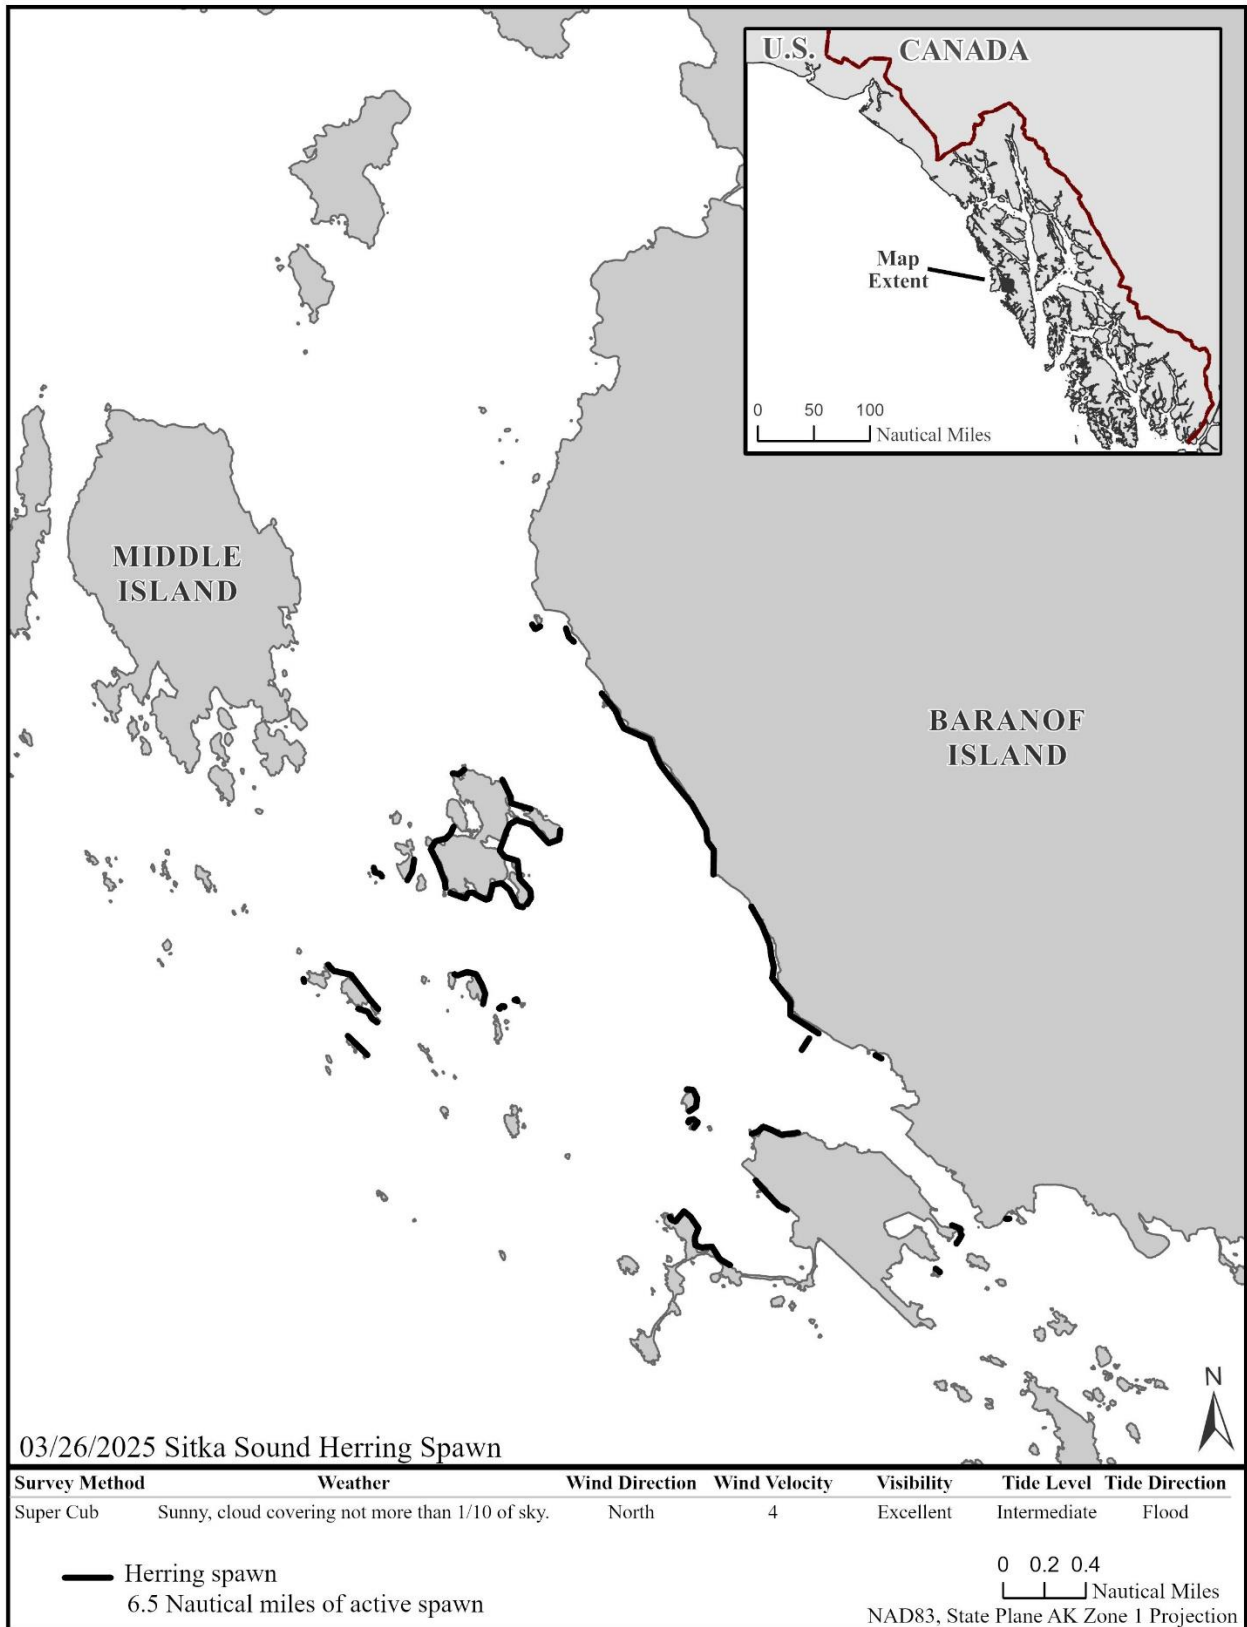 U.S. CANADA
Map
Extent
0 50 100
Nautical Miles
MIDDLE
ISLAND
BARANOF
ISLAND
N
03/26/2025 Sitka Sound Herring Spawn
Survey Method Weather Wind Direction Wind Velocity Visibility Tide Level Tide Direction
Super Cub Sunny, cloud covering not more than 1/10 of sky. North 4 Excellent Intermediate Flood
Herring spawn
6.5 Nautical miles of active spawn
0 0.2 0.4
Nautical Miles
NAD83, State Plane AK Zone 1 Projection